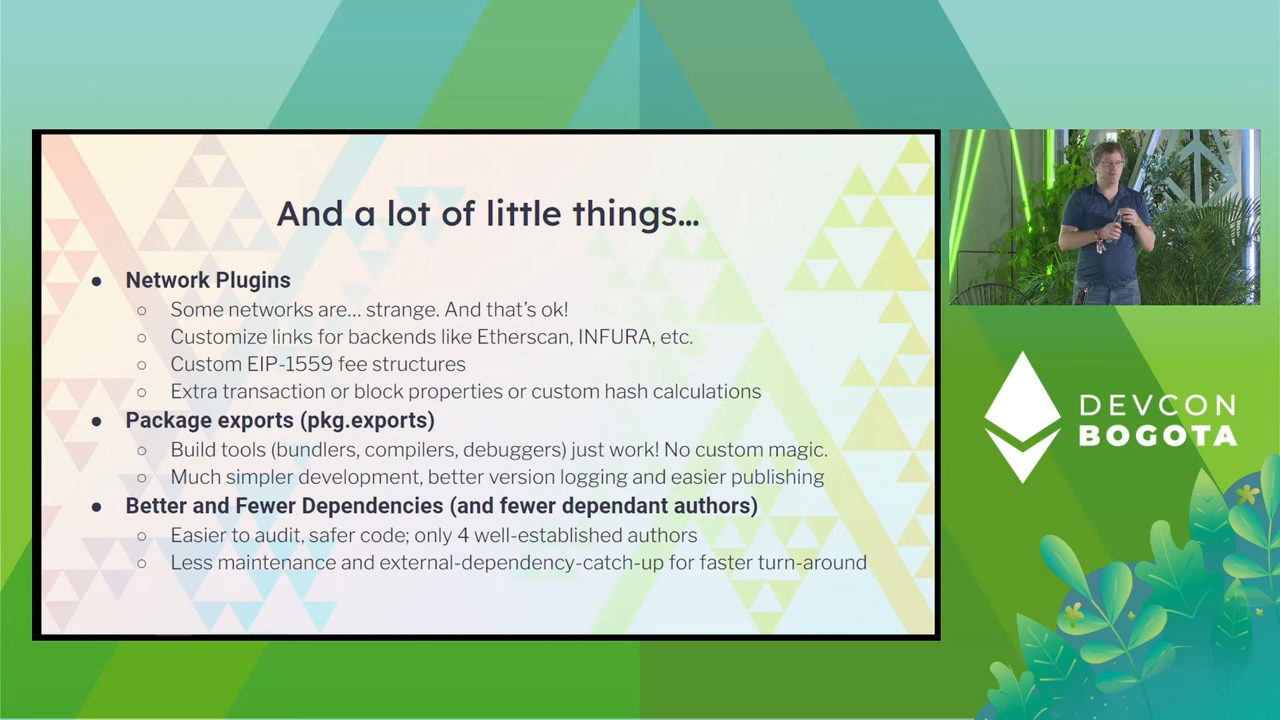 And a lot of little things...
● Network Plugins
○ Some networks are... strange. And that's ok!
○ Customize links for backends like Etherscan, INFURA, etc.
○ Custom EIP-1559 fee structures
○ Extra transaction or block properties or custom hash calculations
● Package exports (pkg.exports)
○ Build tools (bundlers, compilers, debuggers) just work! No custom magic.
○ Much simpler development, better version logging and easier publishing
● Better and Fewer Dependencies (and fewer dependant authors)
○ Easier to audit, safer code; only 4 well-established authors
○ Less maintenance and external-dependency-catch-up for faster turn-around
DEVCON
BOGOTA